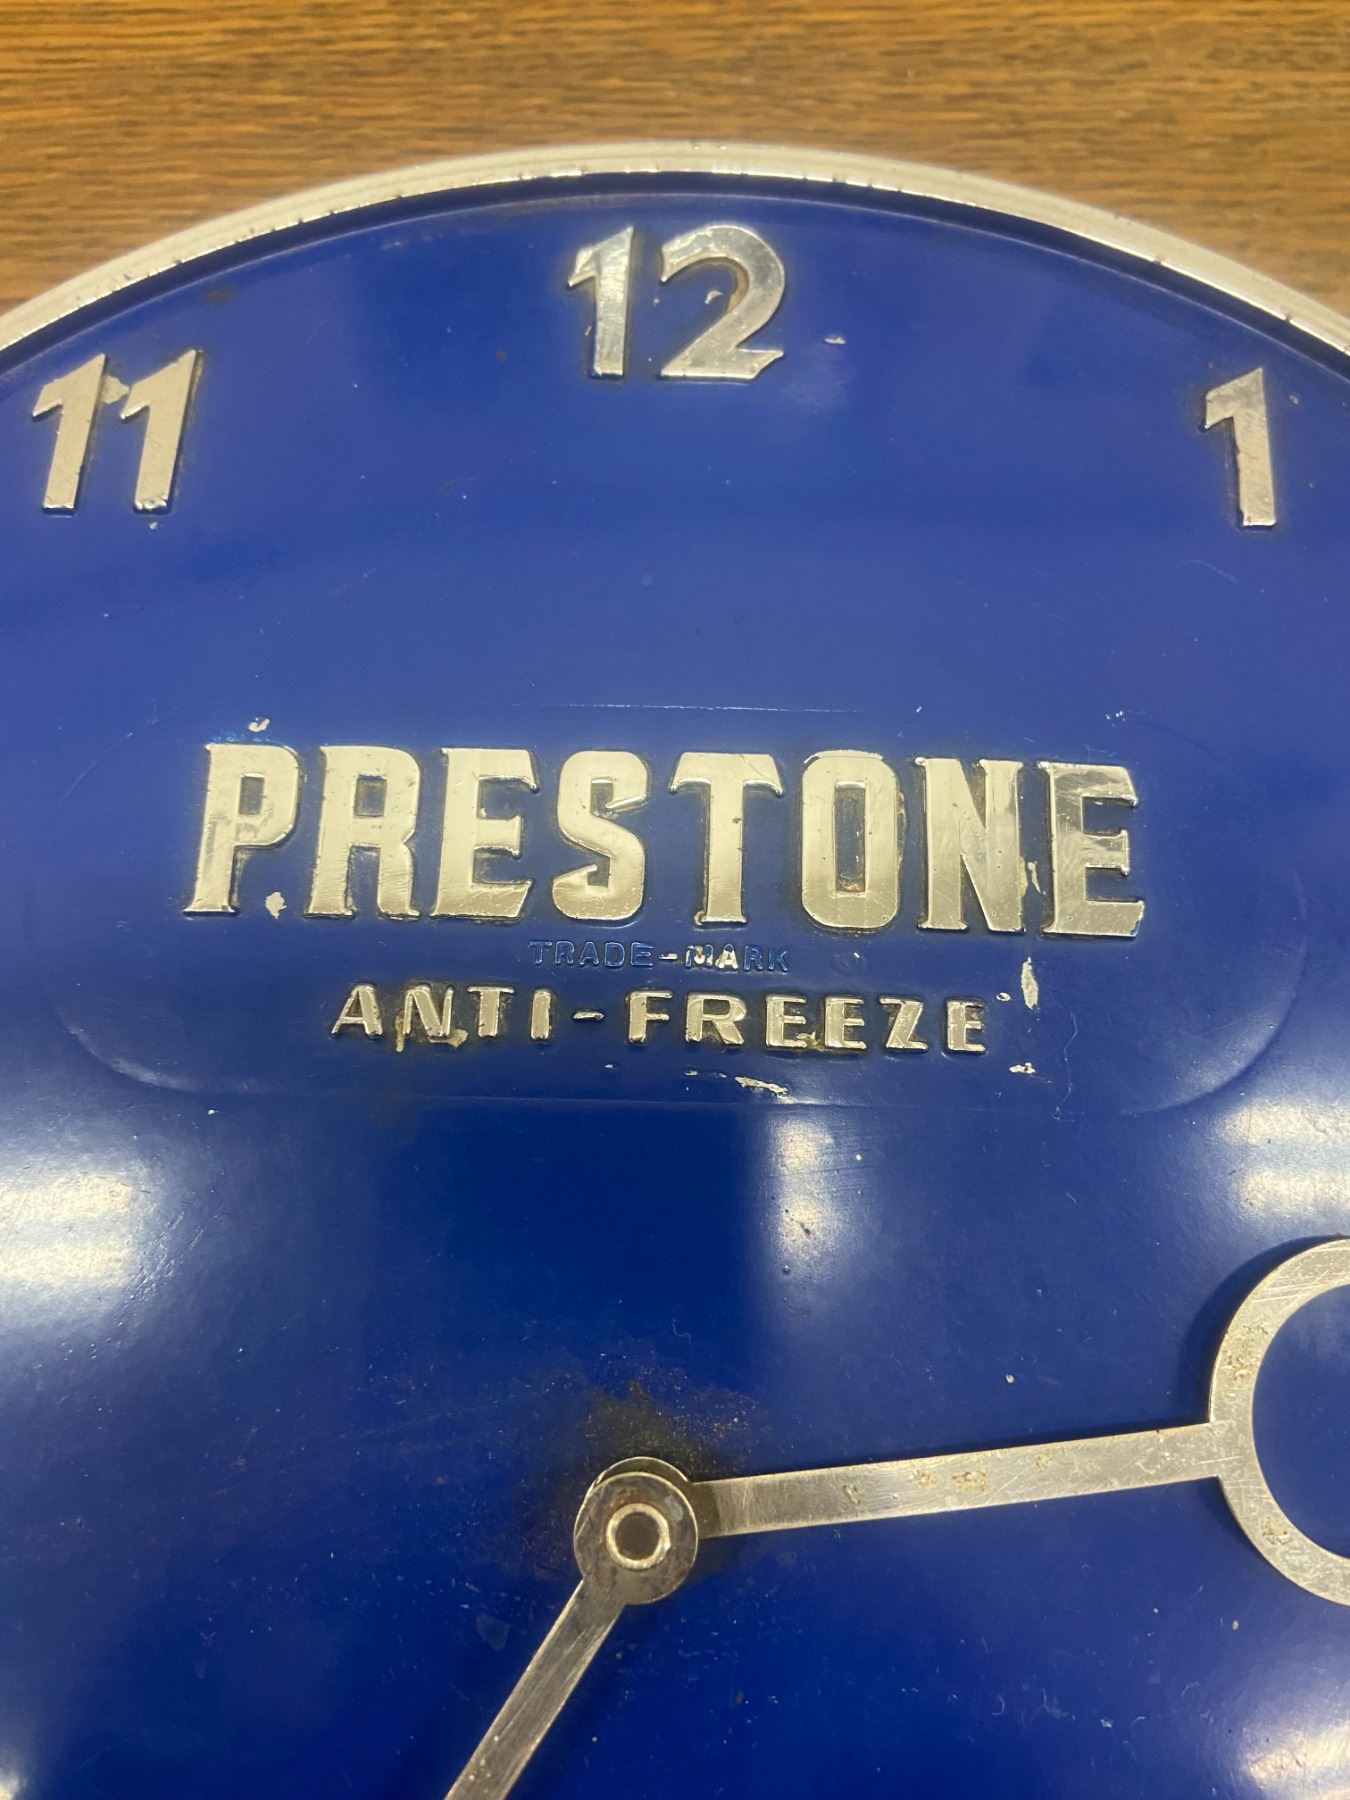 12
11
1
PRESTONE
TRADE-MARK
ANTI-FREEZE